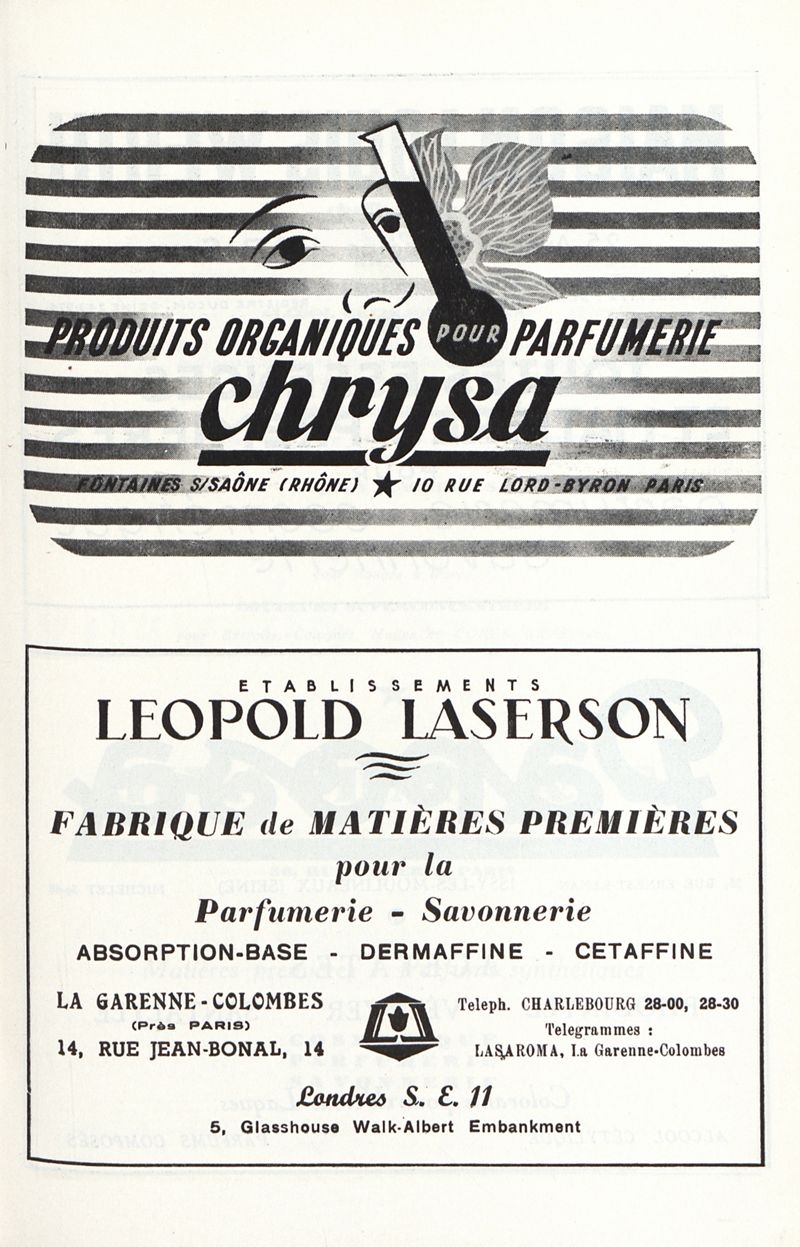 PRODUITS ORGANIQUES POUR PARFUMERIE
chrysa
FONTAINES S/SAÔNE (RHÔNE) ★ 10 RUE LORD-BYRON PARIS
ETABLISSEMENTS
LEOPOLD LASERSON
FABRIQUE de MATIÈRES PREMIÈRES
pour la
Parfumerie - Savonnerie
ABSORPTION-BASE - DERMAFFINE - CETAFFINE
LA GARENNE-COLOMBES
(Près PARIS)
14, RUE JEAN-BONAL, 14
Teleph. CHARLEBOURG 28-00, 28-30
Telegrammes :
LASAROMA, La Garenne-Colombes
Londres S. E. 11
5, Glasshouse Walk-Albert Embankment